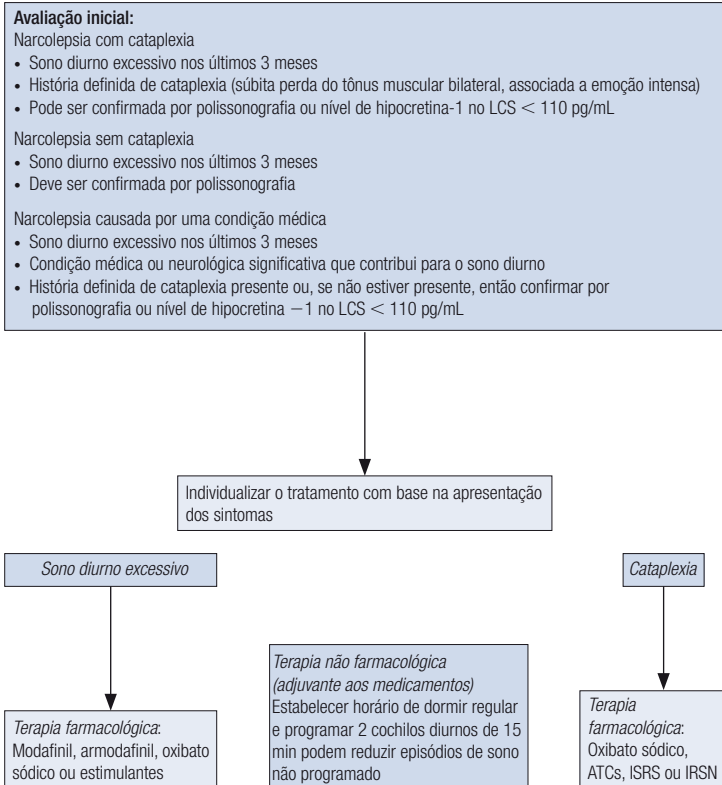 Avaliação inicial:
Narcolepsia com cataplexia
• Sono diurno excessivo nos últimos 3 meses
• História definida de cataplexia (súbita perda do tônus muscular bilateral, associada a emoção intensa)
• Pode ser confirmada por polissonografia ou nível de hipocretina-1 no LCS < 110 pg/mL
Narcolepsia sem cataplexia
• Sono diurno excessivo nos últimos 3 meses
• Deve ser confirmada por polissonografia
Narcolepsia causada por uma condição médica
• Sono diurno excessivo nos últimos 3 meses
• Condição médica ou neurológica significativa que contribui para o sono diurno
• História definida de cataplexia presente ou, se não estiver presente, então confirmar por
polissonografia ou nível de hipocretina −1 no LCS < 110 pg/mL
Individualizar o tratamento com base na apresentação
dos sintomas
Sono diurno excessivo
Cataplexia
Terapia farmacológica:
Modafinil, armodafinil, oxibato
sódico ou estimulantes
Terapia não farmacológica
(adjuvante aos medicamentos)
Estabelecer horário de dormir regular
e programar 2 cochilos diurnos de 15
min podem reduzir episódios de sono
não programado
Terapia
farmacológica:
Oxibato sódico,
ATCs, ISRS ou IRSN